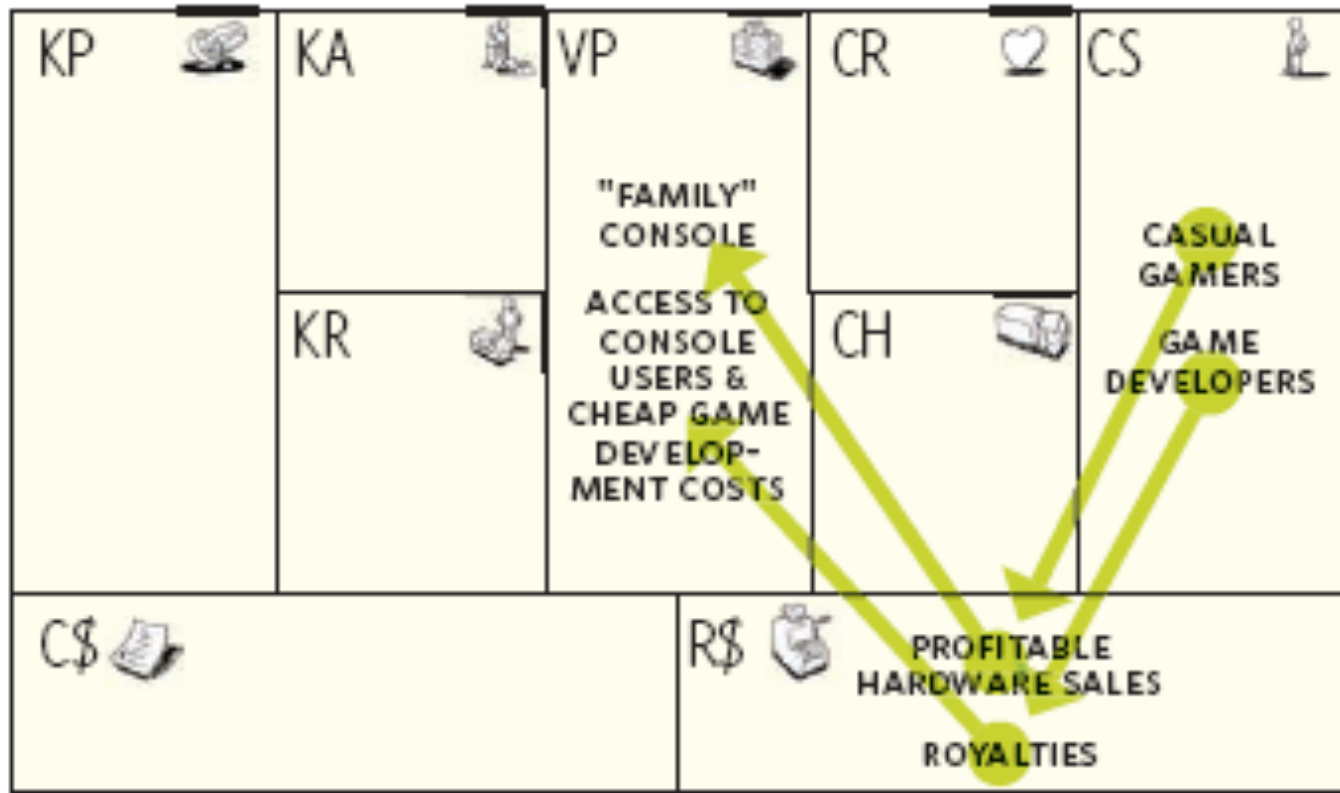 KP
KA
VP
"FAMILY"
CONSOLE
ACCESS TO
CONSOLE
USERS &
CHEAP GAME
DEVELOP-
MENT COSTS
CR
CS
CASUAL
GAMERS
GAME
DEVELOPERS
KR
CH
C$
R$
PROFITABLE
HARDWARE SALES
ROYALTIES